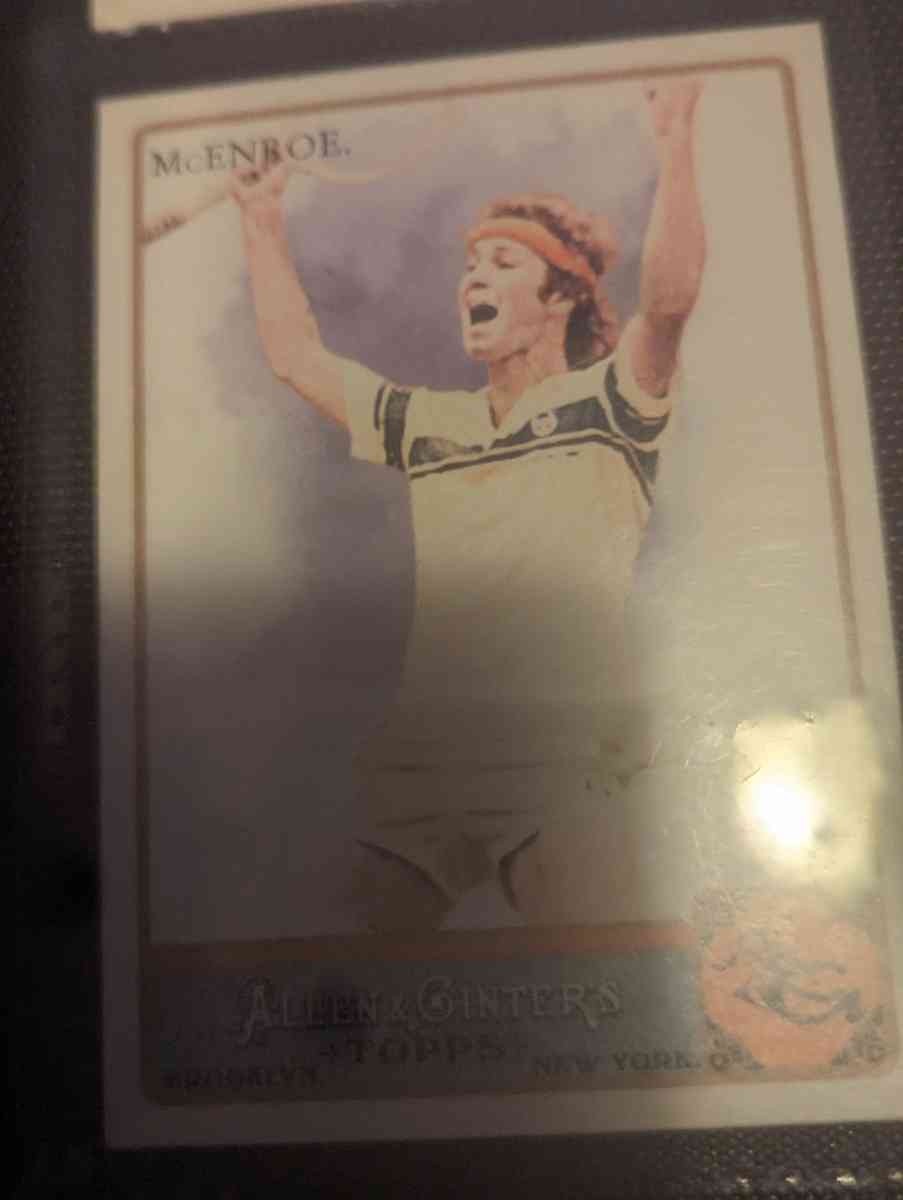 McENROE.
ALLEN & GINTER'S
TOPPS
BROOKLYN. NEW YORK.